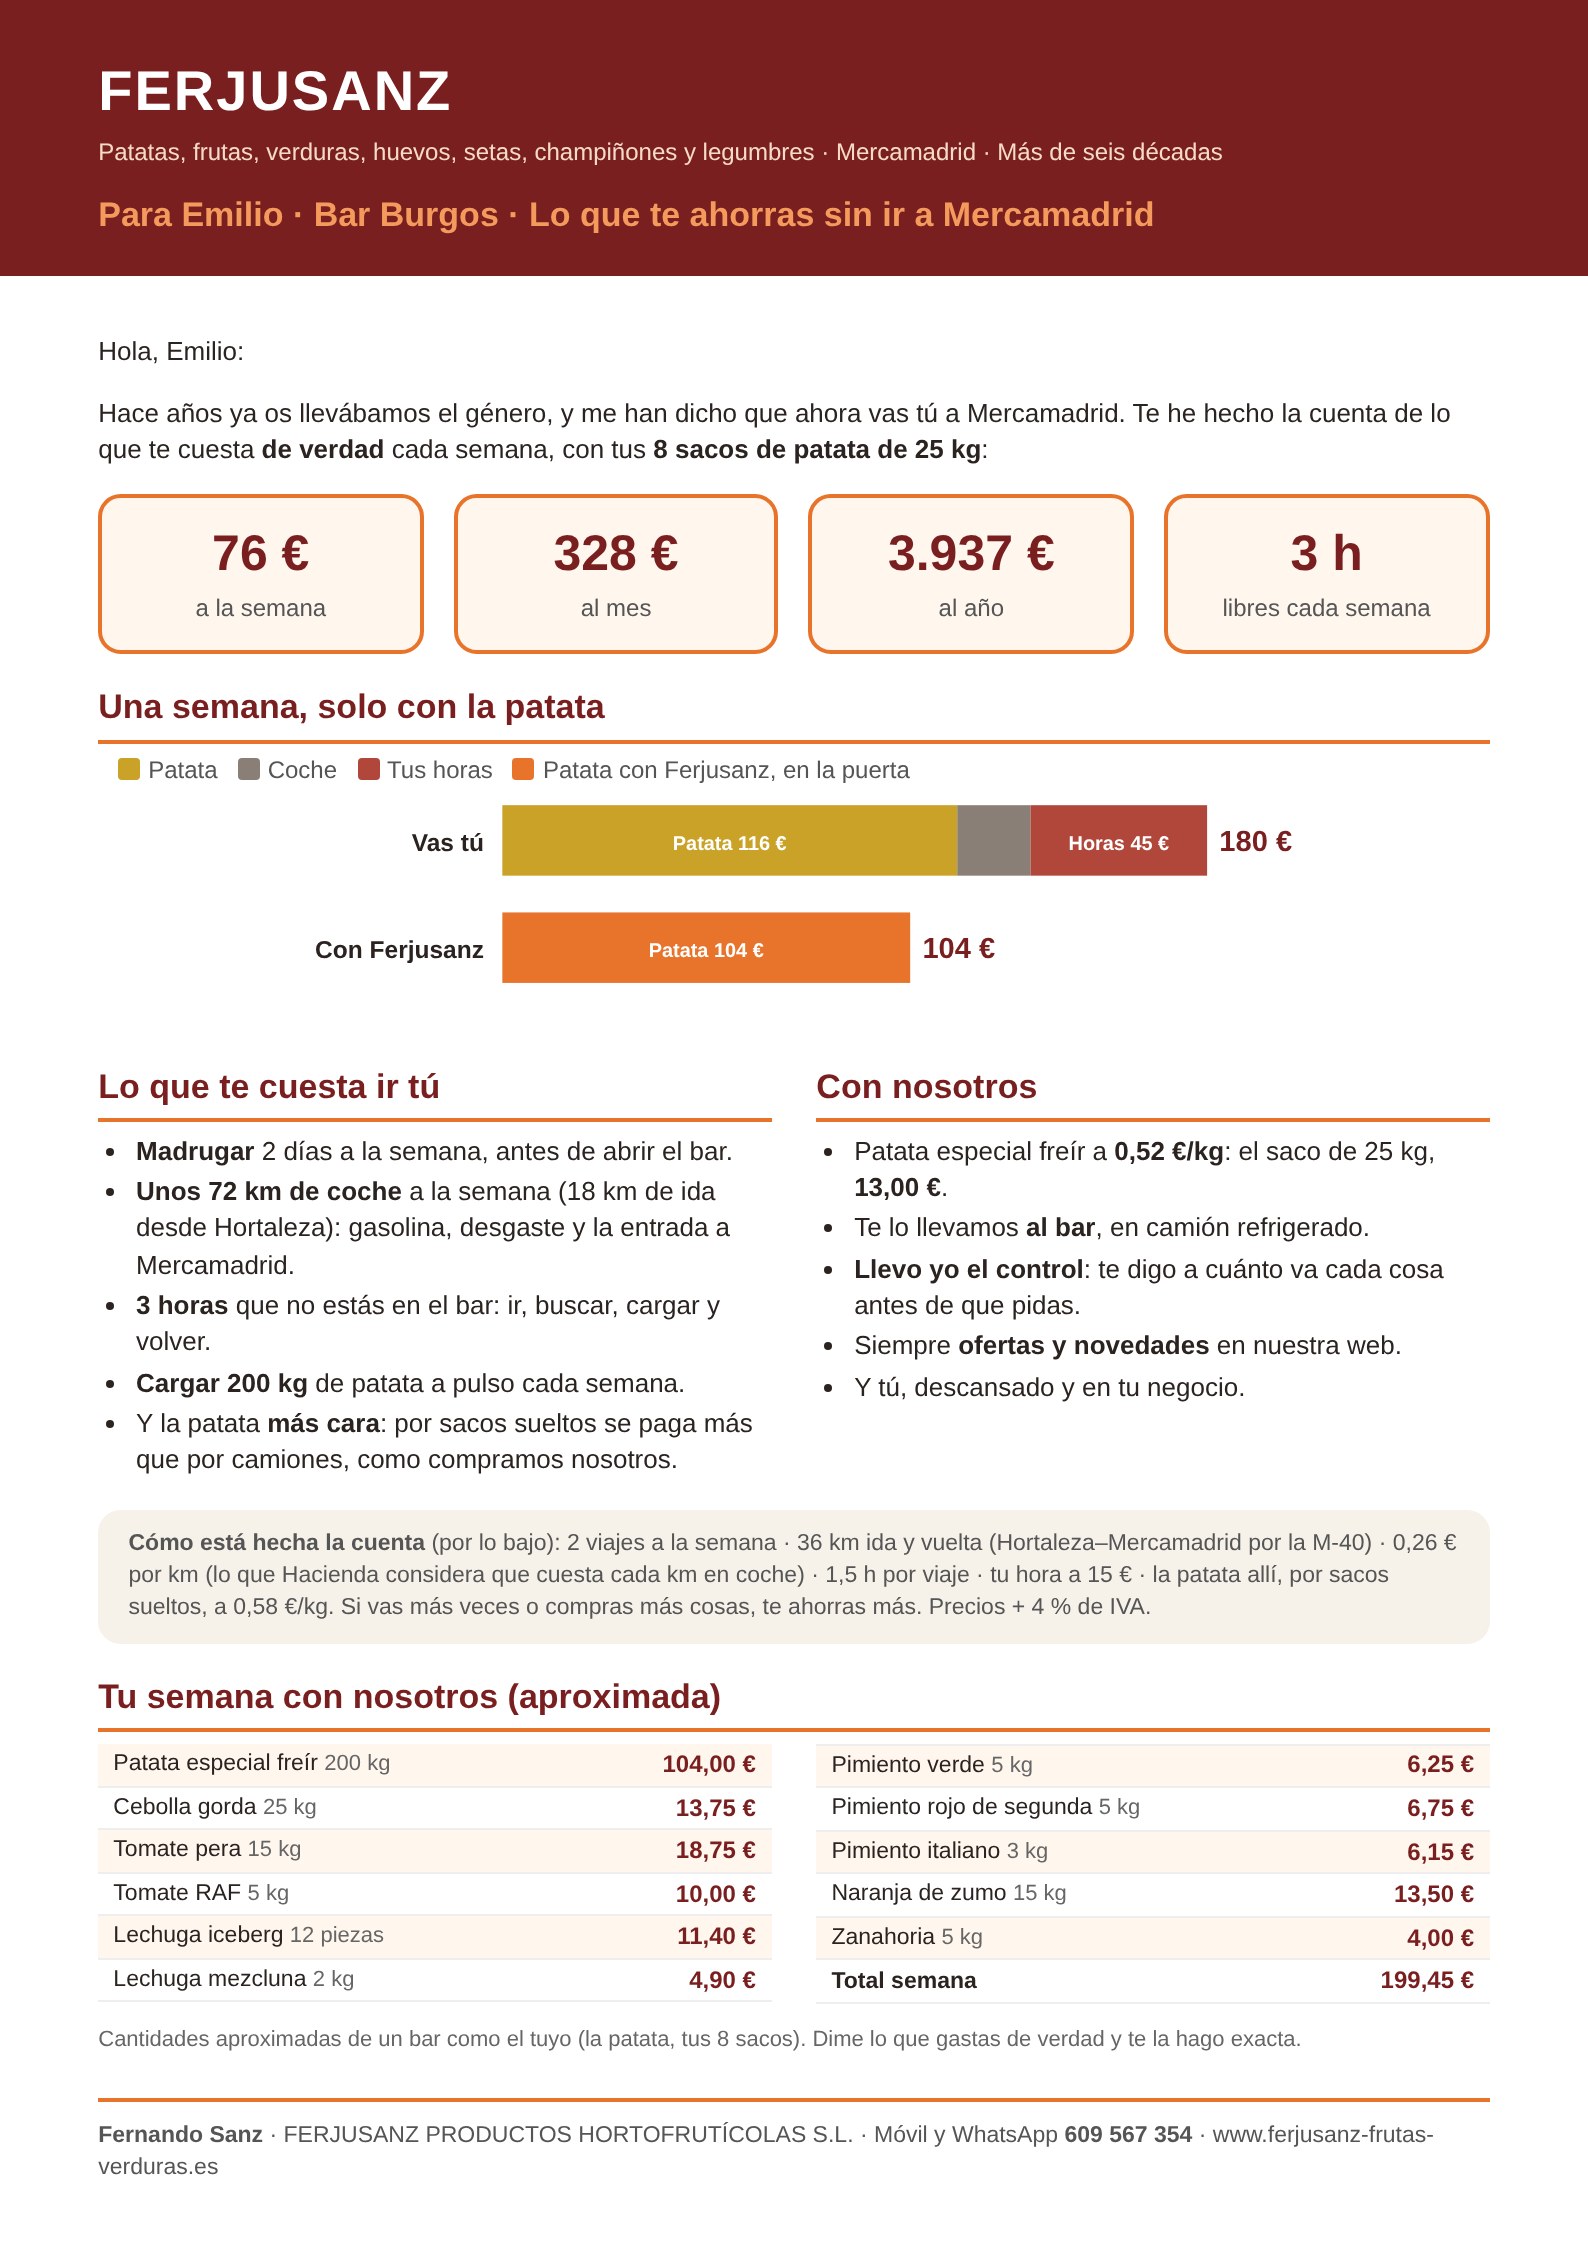 FERJUSANZ
Patatas, frutas, verduras, huevos, setas, champiñones y legumbres · Mercamadrid · Más de seis décadas
Para Emilio · Bar Burgos · Lo que te ahorras sin ir a Mercamadrid
Hola, Emilio:
Hace años ya os llevábamos el género, y me han dicho que ahora vas tú a Mercamadrid. Te he hecho la cuenta de lo
que te cuesta de verdad cada semana, con tus 8 sacos de patata de 25 kg:
76 €
a la semana
328 €
al mes
3.937 €
al año
3 h
libres cada semana
Una semana, solo con la patata
Patata Coche Tus horas Patata con Ferjusanz, en la puerta
Vas tú Patata 116 € Horas 45 € 180 €
Con Ferjusanz Patata 104 € 104 €
Lo que te cuesta ir tú
• Madrugar 2 días a la semana, antes de abrir el bar.
• Unos 72 km de coche a la semana (18 km de ida
desde Hortaleza): gasolina, desgaste y la entrada a
Mercamadrid.
• 3 horas que no estás en el bar: ir, buscar, cargar y
volver.
• Cargar 200 kg de patata a pulso cada semana.
• Y la patata más cara: por sacos sueltos se paga más
que por camiones, como compramos nosotros.
Con nosotros
• Patata especial freír a 0,52 €/kg: el saco de 25 kg,
13,00 €.
• Te lo llevamos al bar, en camión refrigerado.
• Llevo yo el control: te digo a cuánto va cada cosa
antes de que pidas.
• Siempre ofertas y novedades en nuestra web.
• Y tú, descansado y en tu negocio.
Cómo está hecha la cuenta (por lo bajo): 2 viajes a la semana · 36 km ida y vuelta (Hortaleza–Mercamadrid por la M-40) · 0,26 €
por km (lo que Hacienda considera que cuesta cada km en coche) · 1,5 h por viaje · tu hora a 15 € · la patata allí, por sacos
sueltos, a 0,58 €/kg. Si vas más veces o compras más cosas, te ahorras más. Precios + 4 % de IVA.
Tu semana con nosotros (aproximada)
Patata especial freír 200 kg 104,00 €
Cebolla gorda 25 kg 13,75 €
Tomate pera 15 kg 18,75 €
Tomate RAF 5 kg 10,00 €
Lechuga iceberg 12 piezas 11,40 €
Lechuga mezcluna 2 kg 4,90 €
Pimiento verde 5 kg 6,25 €
Pimiento rojo de segunda 5 kg 6,75 €
Pimiento italiano 3 kg 6,15 €
Naranja de zumo 15 kg 13,50 €
Zanahoria 5 kg 4,00 €
Total semana 199,45 €
Cantidades aproximadas de un bar como el tuyo (la patata, tus 8 sacos). Dime lo que gastas de verdad y te la hago exacta.
Fernando Sanz · FERJUSANZ PRODUCTOS HORTOFRUTÍCOLAS S.L. · Móvil y WhatsApp 609 567 354 · www.ferjusanz-frutas-
verduras.es